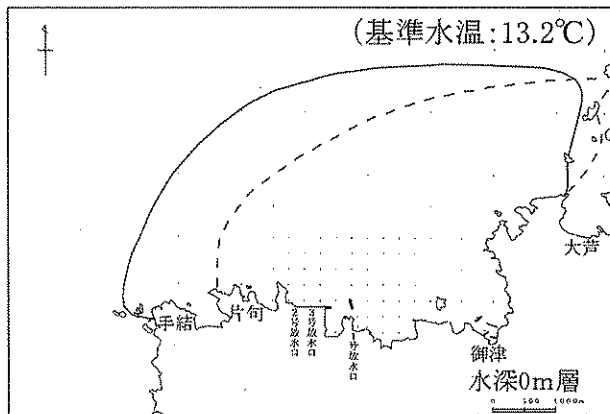 (基準水温:13.2℃)
大芦
手結
片句
2号放水口
3号放水口
1号放水口
御津
水深0m層
0 500 1000m